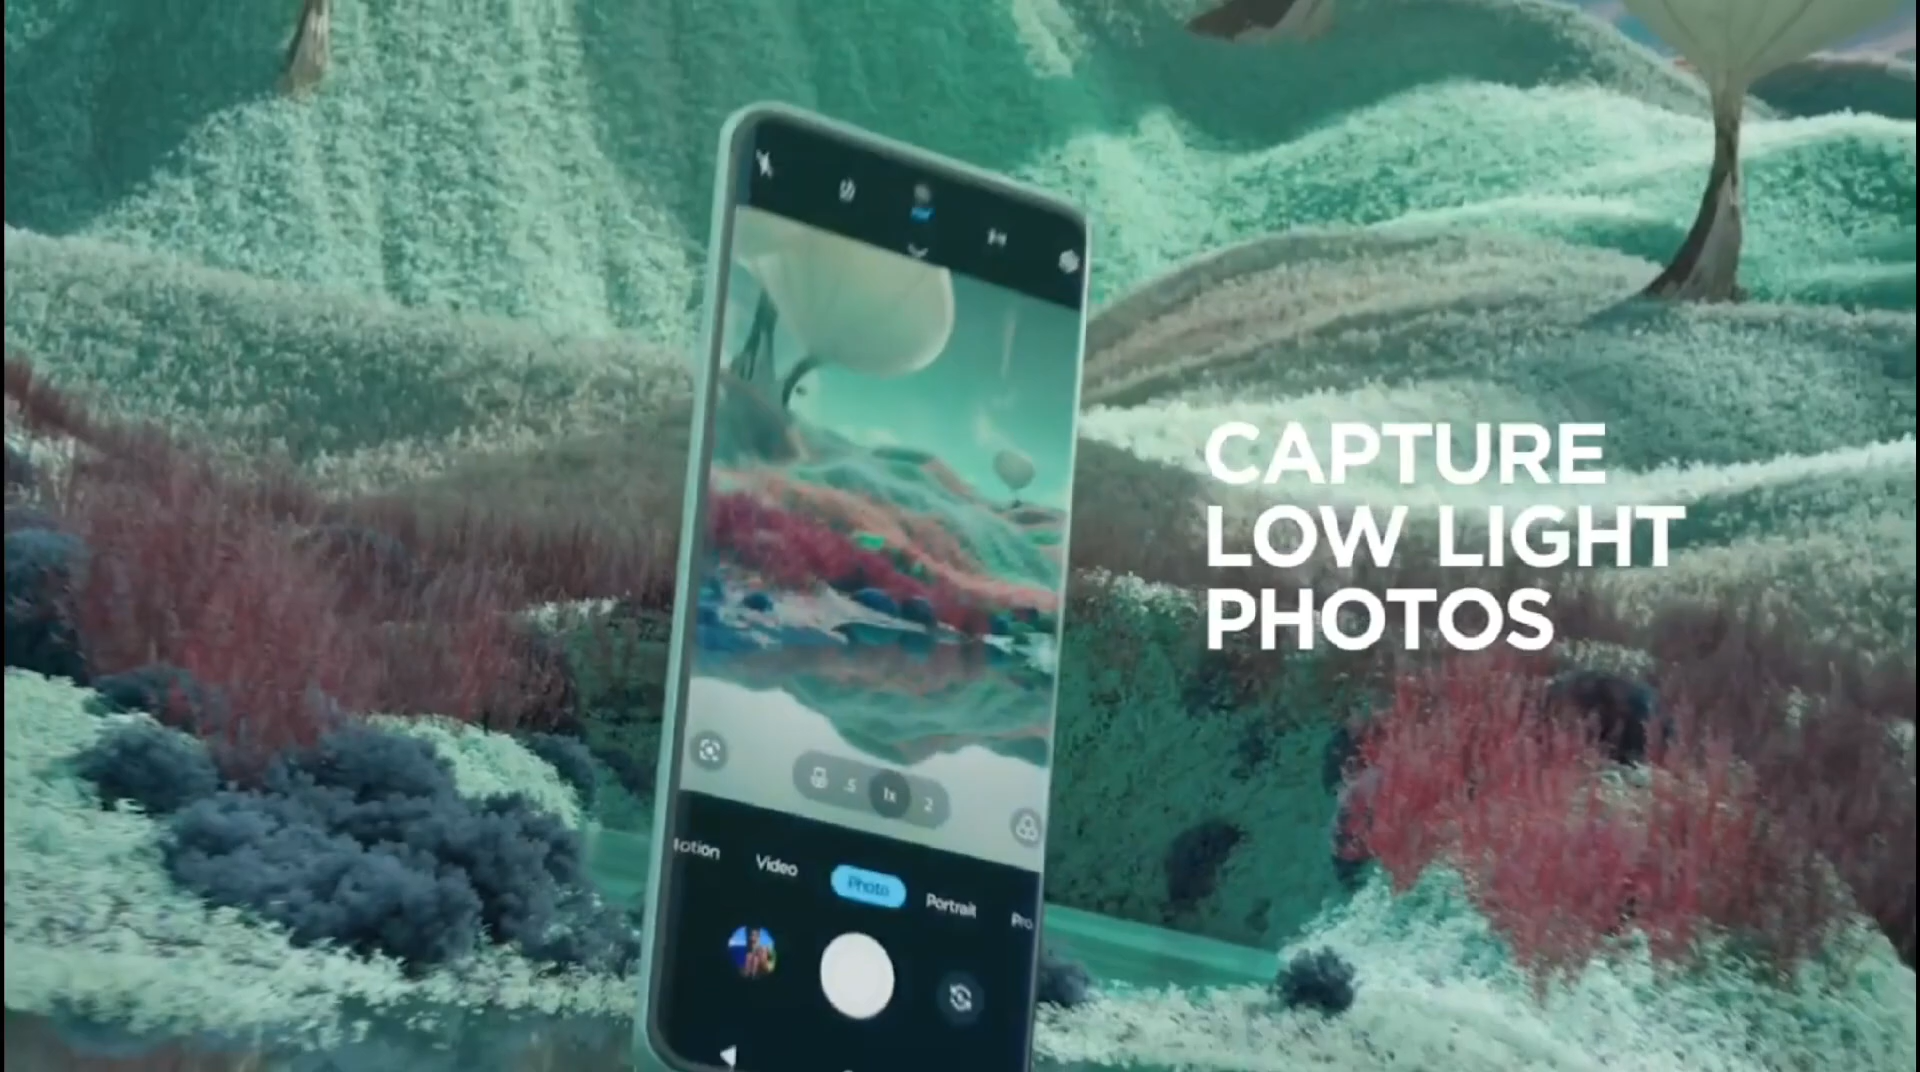 CAPTURE
LOW LIGHT
PHOTOS
.5 1x 2
otion Video Photo Portrait Pro